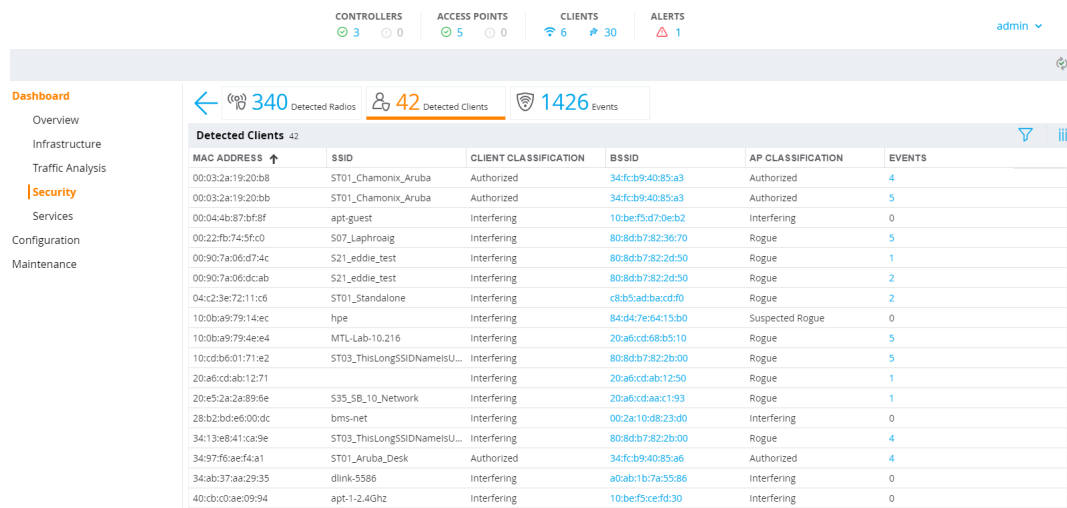 CONTROLLERS ACCESS POINTS CLIENTS ALERTS
3 0 5 0 6 30 1
admin
Dashboard
Overview
Infrastructure
Traffic Analysis
Security
Services
Configuration
Maintenance
340 Detected Radios 42 Detected Clients 1426 Events
Detected Clients 42
MAC ADDRESS SSID CLIENT CLASSIFICATION BSSID AP CLASSIFICATION EVENTS
00:03:2a:19:20:b8 ST01_Chamonix_Aruba Authorized 34:fc:b9:40:85:a3 Authorized 4
00:03:2a:19:20:bb ST01_Chamonix_Aruba Authorized 34:fc:b9:40:85:a3 Authorized 5
00:04:4b:87:bf:8f apt-guest Interfering 10:be:f5:d7:0e:b2 Interfering 0
00:22:fb:74:5f:c0 S07_Laphroaig Interfering 80:8d:b7:82:36:70 Rogue 5
00:90:7a:06:d7:4c S21_eddie_test Interfering 80:8d:b7:82:2d:50 Rogue 1
00:90:7a:06:dc:ab S21_eddie_test Interfering 80:8d:b7:82:2d:50 Rogue 2
04:c2:3e:72:11:c6 ST01_Standalone Interfering c8:b5:ad:ba:cd:f0 Rogue 2
10:0b:a9:79:14:ec hpe Interfering 84:d4:7e:64:15:b0 Suspected Rogue 0
10:0b:a9:79:4e:e4 MTL-Lab-10.216 Interfering 20:a6:cd:68:b5:10 Rogue 5
10:cd:b6:01:71:e2 ST03_ThisLongSSIDNameIsU... Interfering 80:8d:b7:82:2b:00 Rogue 5
20:a6:cd:ab:12:71 Interfering 20:a6:cd:ab:12:50 Rogue 1
20:e5:2a:2a:89:6e S35_SB_10_Network Interfering 20:a6:cd:aa:c1:93 Rogue 1
28:b2:bd:e6:00:dc bms-net Interfering 00:2a:10:d8:23:d0 Interfering 0
34:13:e8:41:ca:9e ST03_ThisLongSSIDNameIsU... Interfering 80:8d:b7:82:2b:00 Rogue 4
34:97:f6:ae:f4:a1 ST01_Aruba_Desk Authorized 34:fc:b9:40:85:a6 Authorized 4
34:ab:37:aa:29:35 dlink-5586 Interfering a0:ab:1b:7a:55:86 Interfering 0
40:cb:c0:ae:09:94 apt-1-2.4Ghz Interfering 10:be:f5:ce:fd:30 Interfering 0